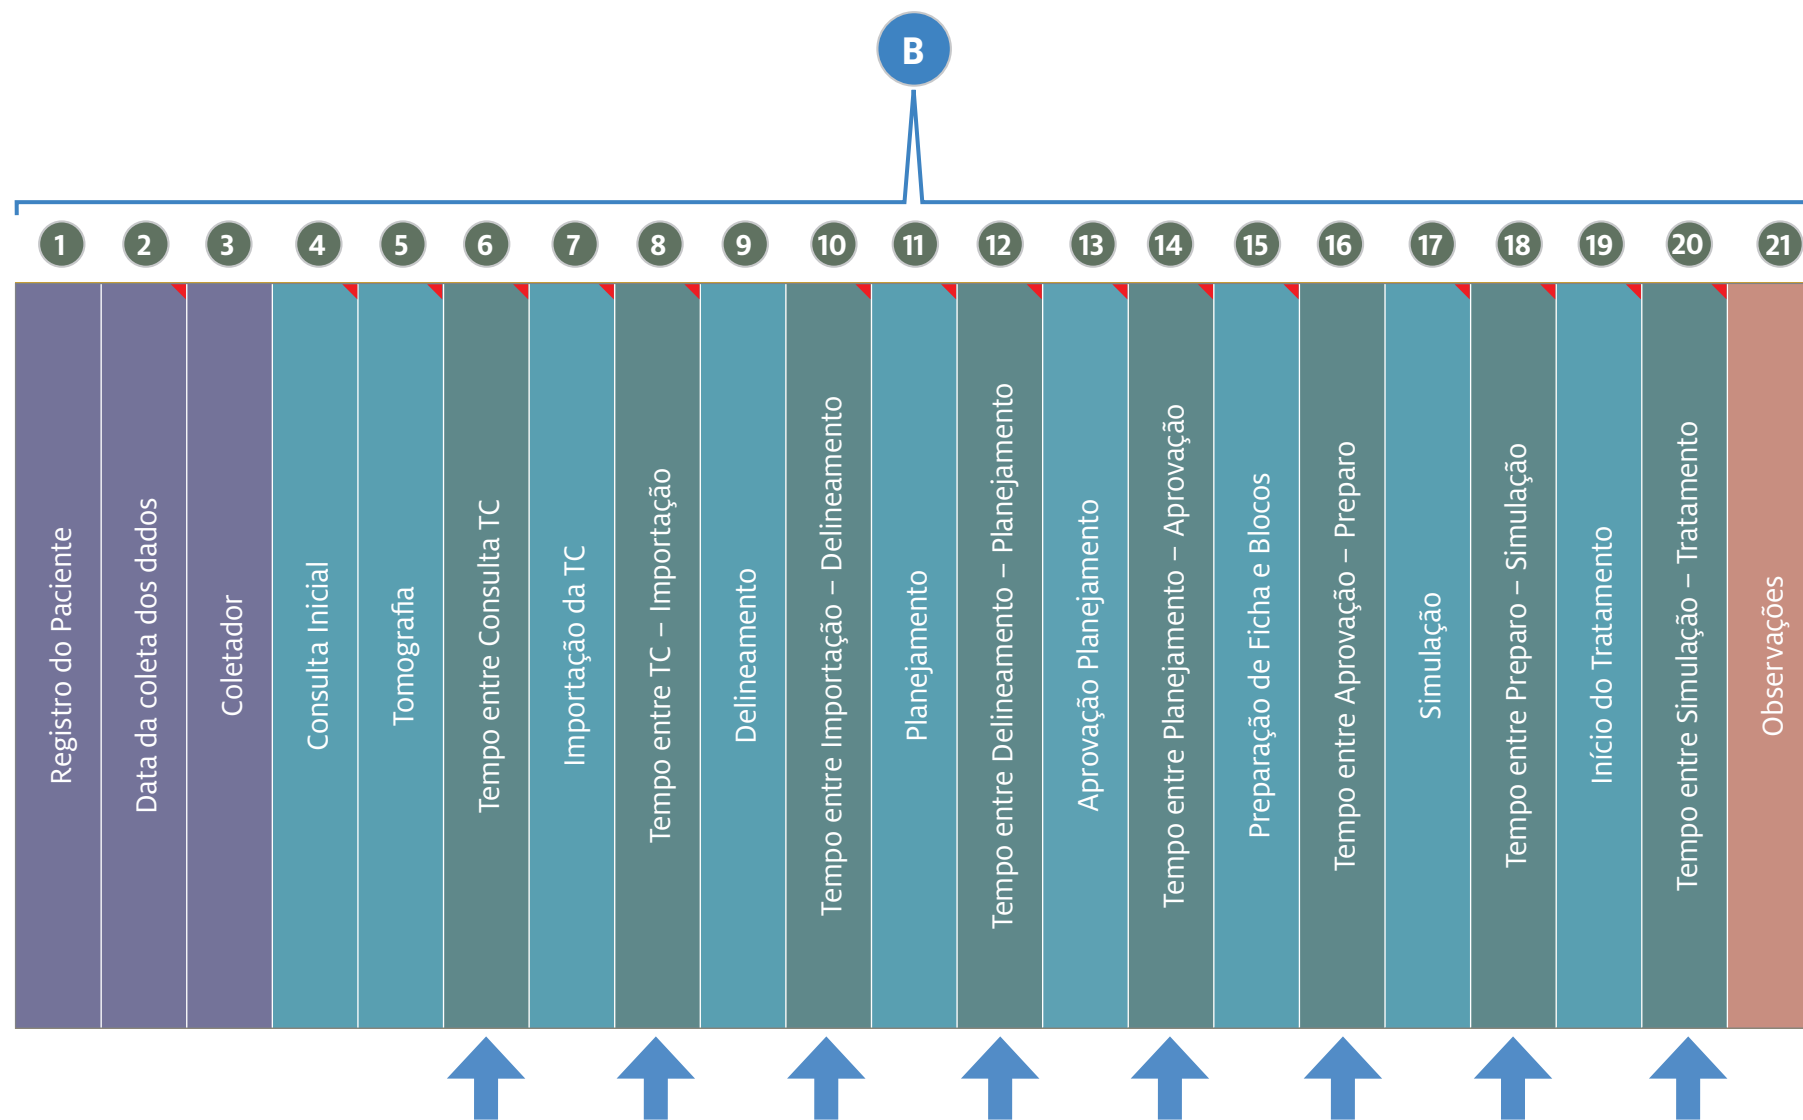 B
1
2
3
4
5
6
7
8
9
10
11
12
13
14
15
16
17
18
19
20
21
Registro do Paciente
Data da coleta dos dados
Coletador
Consulta Inicial
Tomografia
Tempo entre Consulta TC
Importação da TC
Tempo entre TC – Importação
Delineamento
Tempo entre Importação – Delineamento
Planejamento
Tempo entre Delineamento – Planejamento
Aprovação Planejamento
Tempo entre Planejamento – Aprovação
Preparação de Ficha e Blocos
Tempo entre Aprovação – Preparo
Simulação
Tempo entre Preparo – Simulação
Início do Tratamento
Tempo entre Simulação – Tratamento
Observações